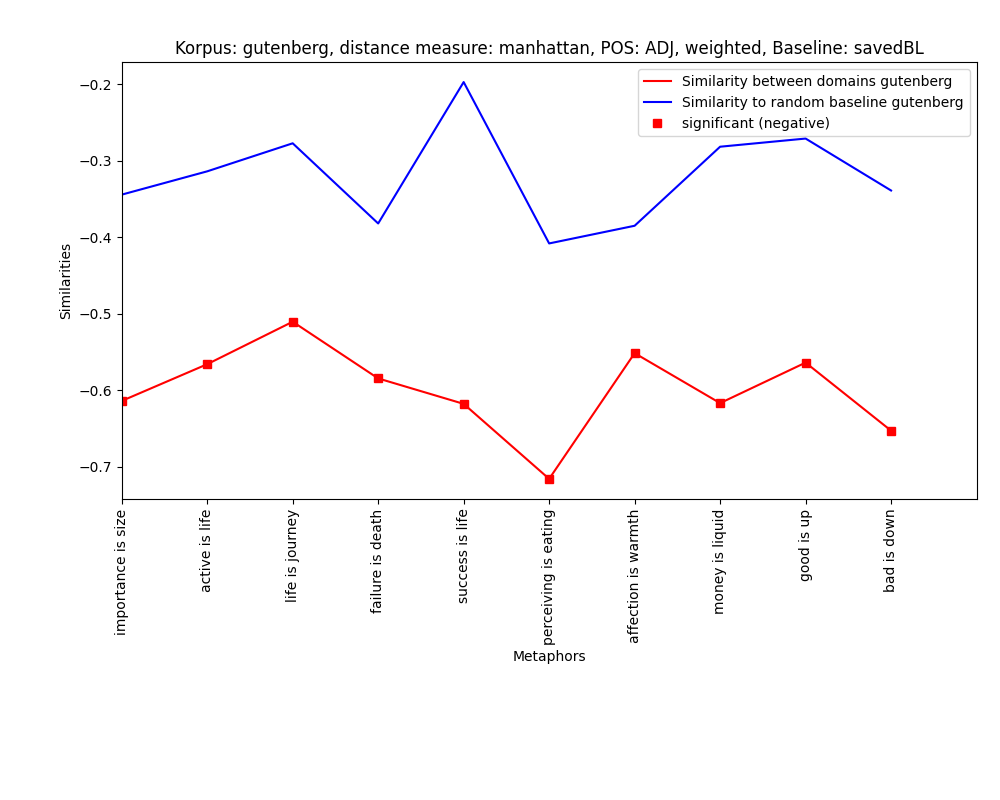 Korpus: gutenberg, distance measure: manhattan, POS: ADJ, weighted, Baseline: savedBL
Similarity between domains gutenberg
Similarity to random baseline gutenberg
significant (negative)
−0.2
−0.3
−0.4
−0.5
−0.6
−0.7
Similarities
importance is size
active is life
life is journey
failure is death
success is life
perceiving is eating
affection is warmth
money is liquid
good is up
bad is down
Metaphors